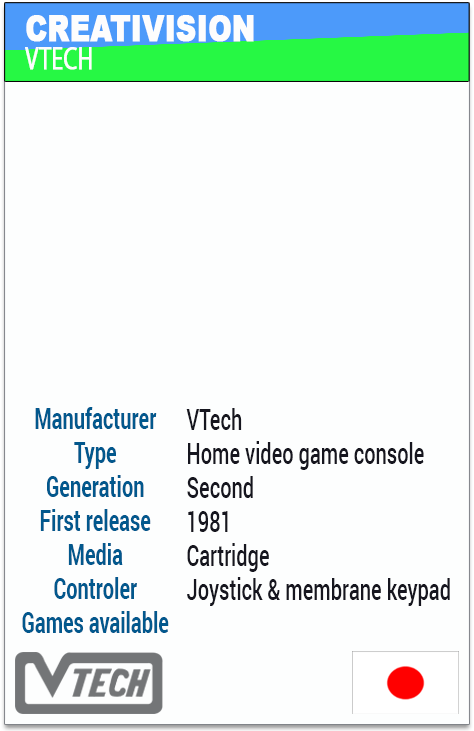 CREATIVISION
VTECH
Manufacturer VTech
Type Home video game console
Generation Second
First release 1981
Media Cartridge
Controler Joystick & membrane keypad
Games available
VTECH